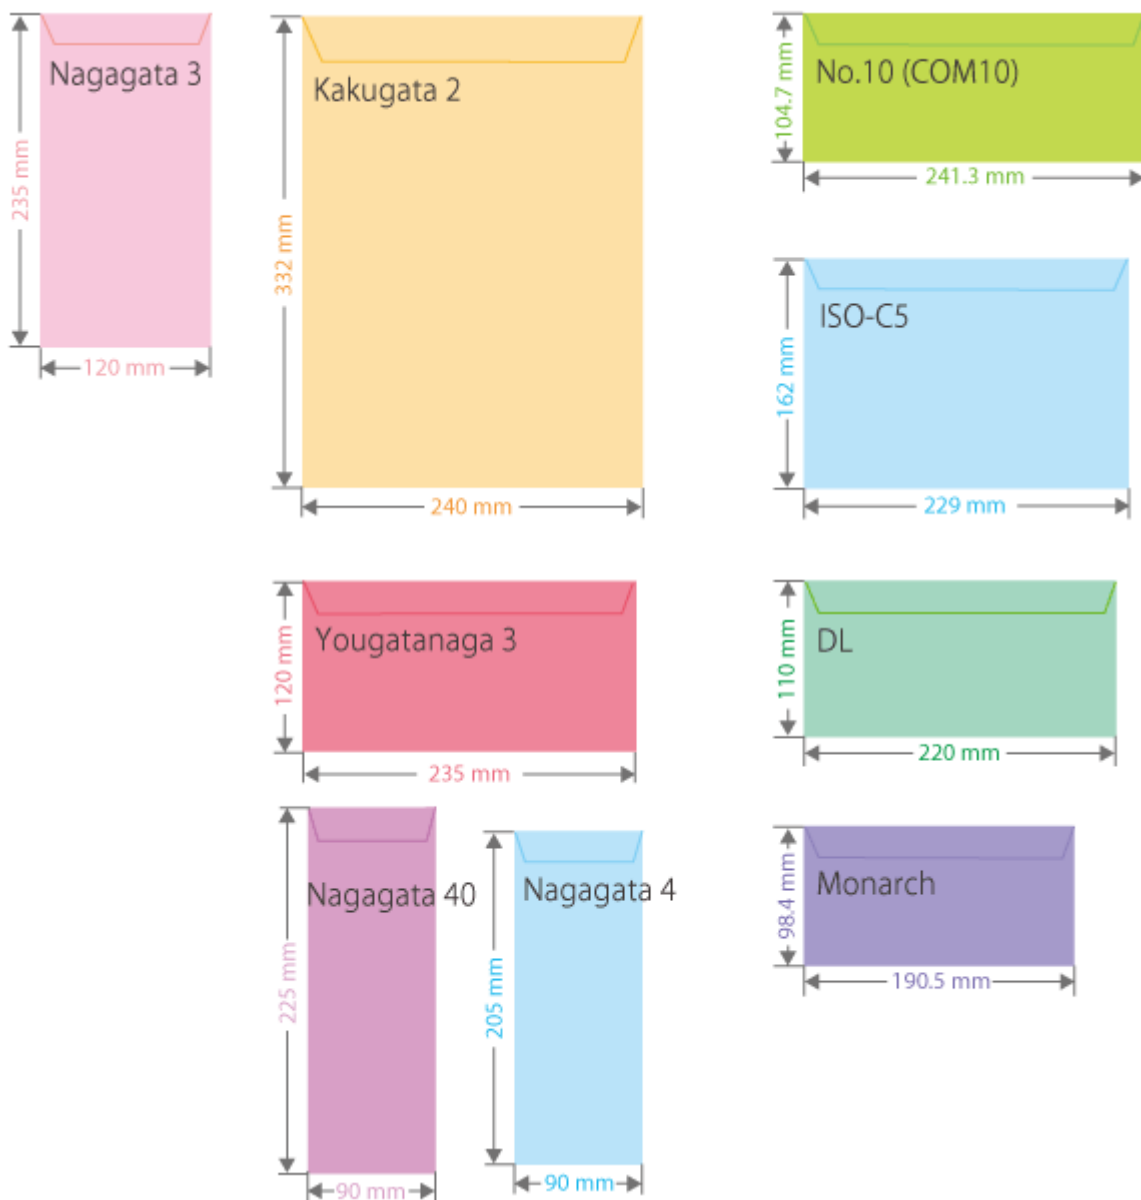 Nagagata 3
235 mm
120 mm
Kakugata 2
332 mm
240 mm
No.10 (COM10)
104.7 mm
241.3 mm
ISO-C5
162 mm
229 mm
Yougatanaga 3
120 mm
235 mm
DL
110 mm
220 mm
Nagagata 40
225 mm
90 mm
Nagagata 4
205 mm
90 mm
Monarch
98.4 mm
190.5 mm